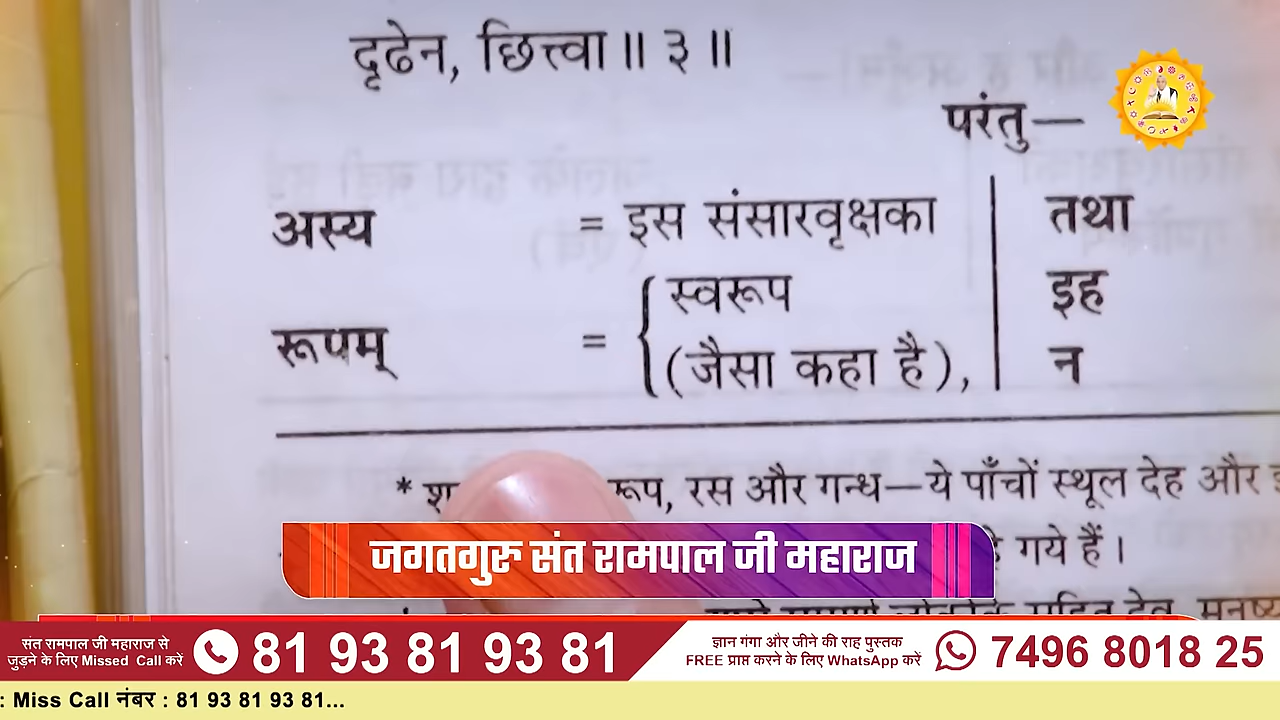 दृढेन, छित्त्वा ॥ ३ ॥
परंतु—
अस्य = इस संसारवृक्षका तथा
रूपम् = { स्वरूप इह
(जैसा कहा है), न
* रूप, रस और गन्ध—ये पाँचों स्थूल देह और
गये हैं ।
जगतगुरु संत रामपाल जी महाराज
संत रामपाल जी महाराज से
जुड़ने के लिए Missed Call करें
81 93 81 93 81
ज्ञान गंगा और जीने की राह पुस्तक
FREE प्राप्त करने के लिए WhatsApp करें
7496 8018 25
: Miss Call नंबर : 81 93 81 93 81...